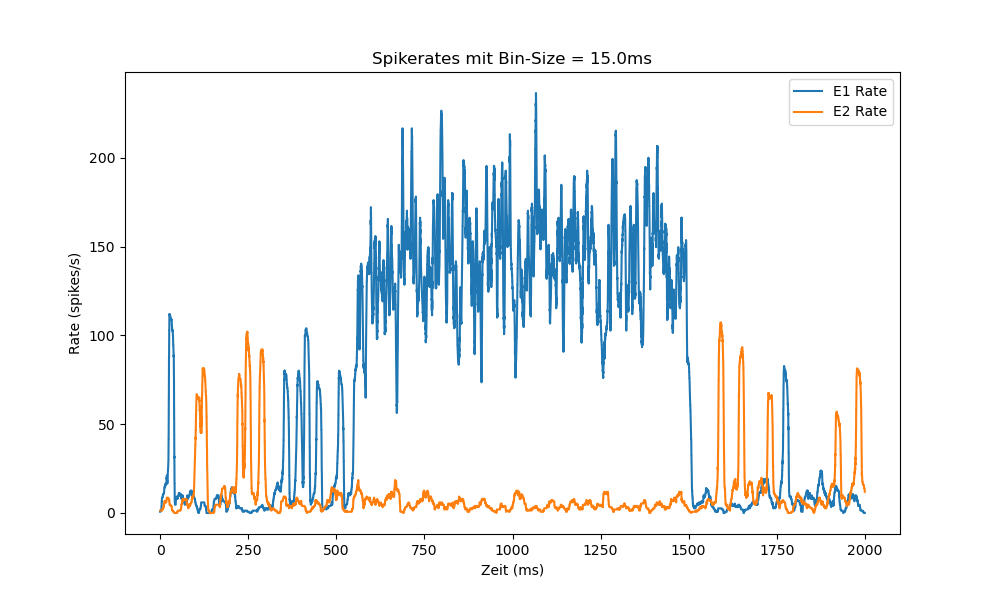 Spikerates mit Bin-Size = 15.0ms
E1 Rate
E2 Rate
Rate (spikes/s)
200
150
100
50
0
0 250 500 750 1000 1250 1500 1750 2000
Zeit (ms)